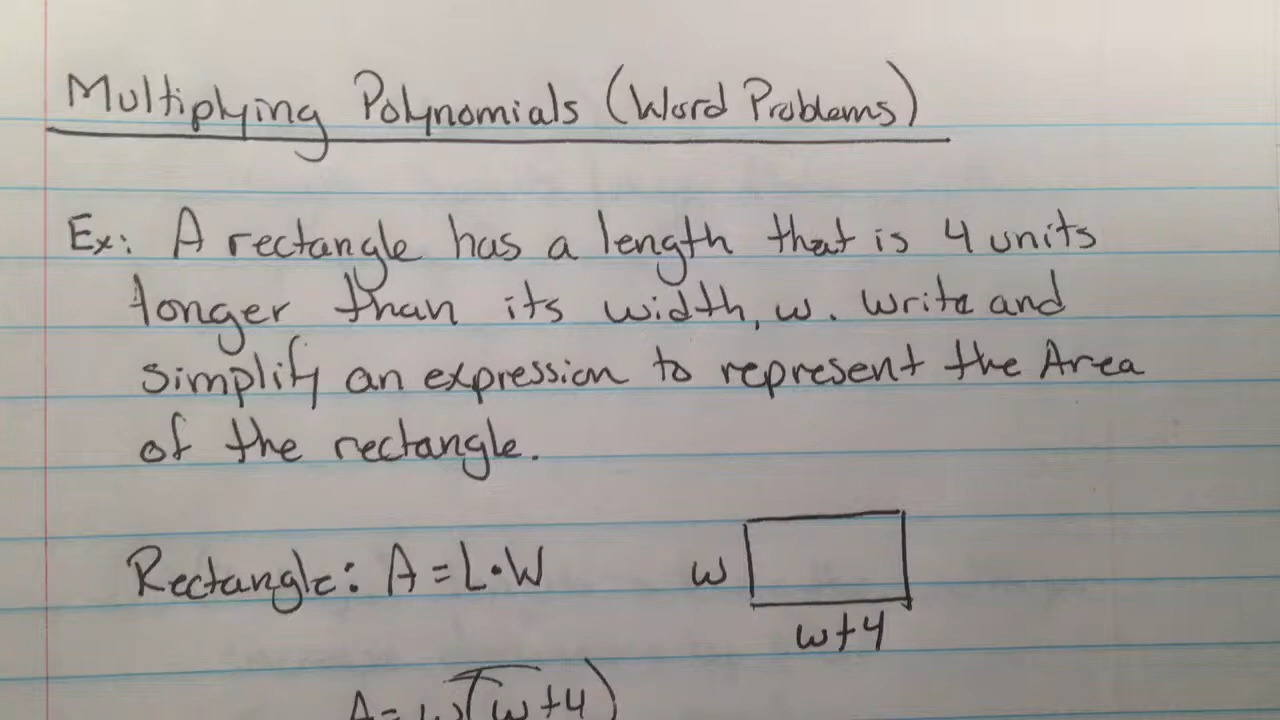 Multiplying Polynomials (Word Problems)
Ex: A rectangle has a length that is 4 units
longer than its width, w. Write and
simplify an expression to represent the Area
of the rectangle.
Rectangle: A = L · W
w
w+4
A = w(w+4)